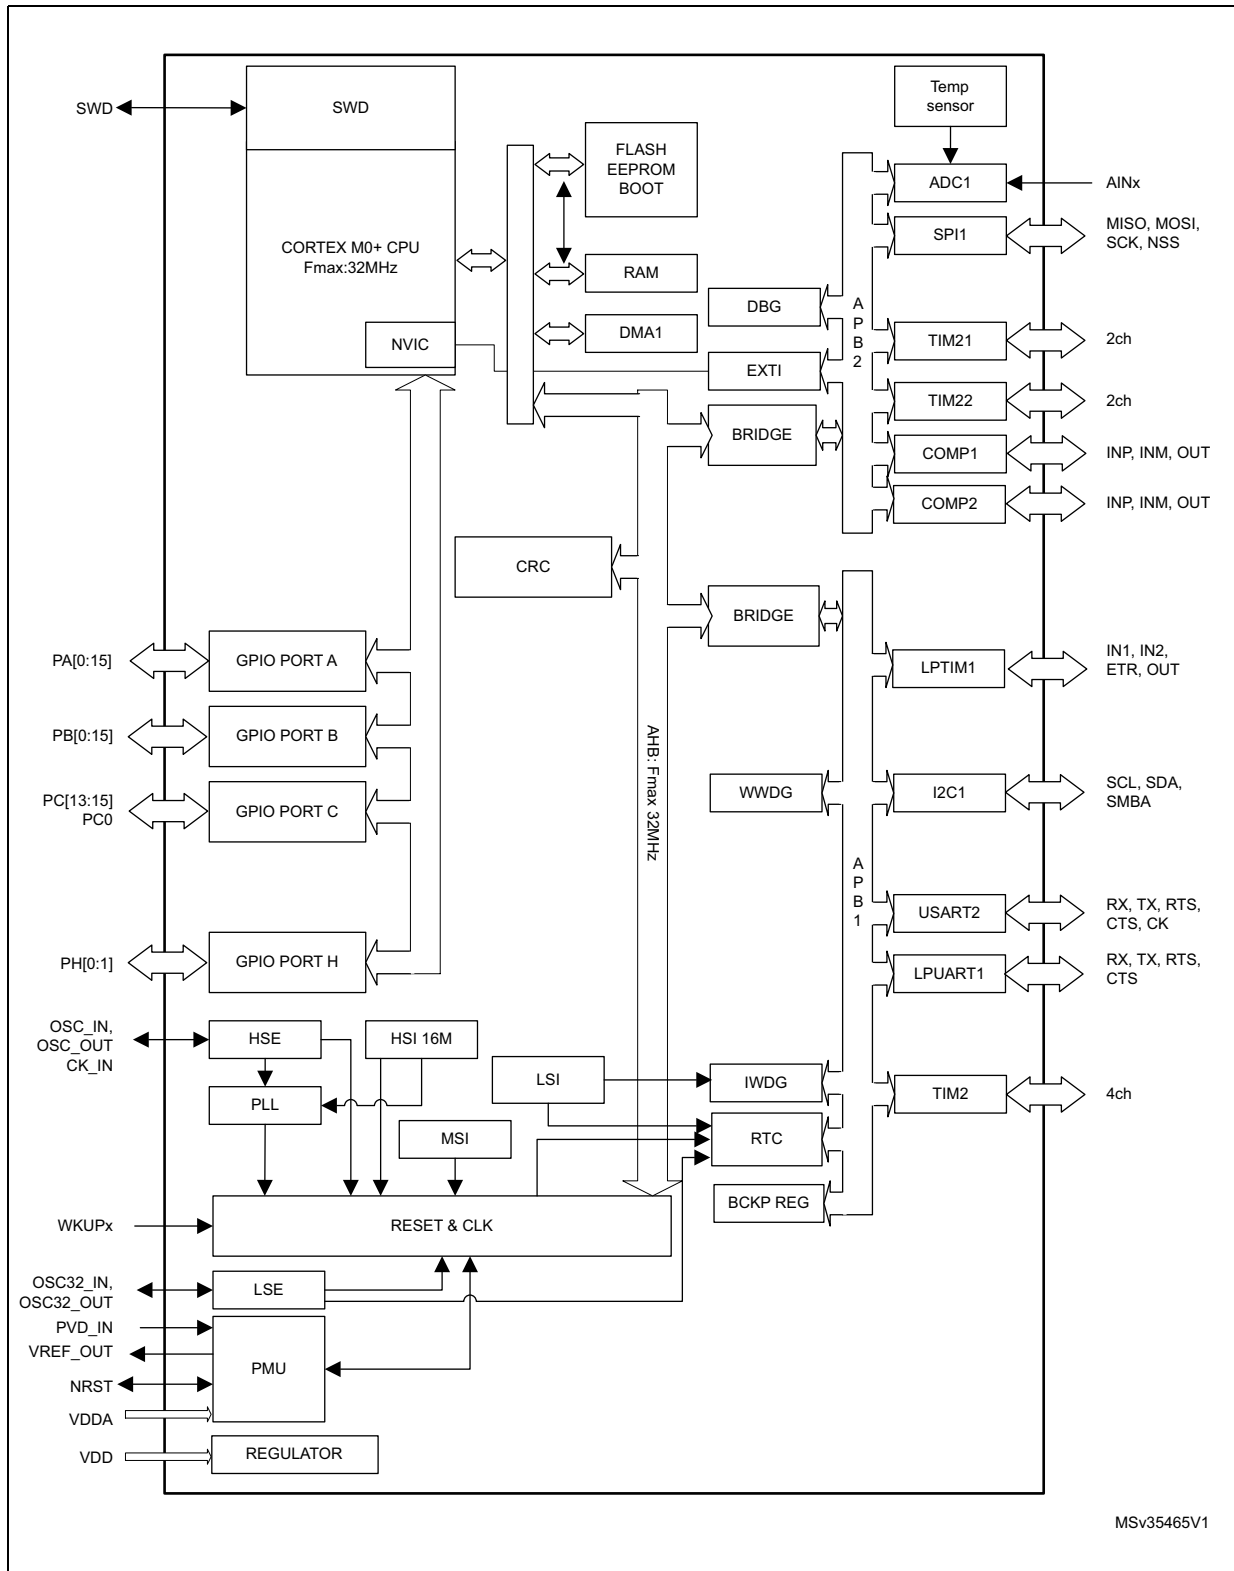 SWD
SWD
CORTEX M0+ CPU
Fmax:32MHz
NVIC
FLASH
EEPROM
BOOT
RAM
DMA1
Temp
sensor
ADC1
AINx
SPI1
MISO, MOSI,
SCK, NSS
DBG
EXTI
BRIDGE
APB2
TIM21
2ch
TIM22
2ch
COMP1
INP, INM, OUT
COMP2
INP, INM, OUT
CRC
BRIDGE
AHB: Fmax 32MHz
LPTIM1
IN1, IN2,
ETR, OUT
WWDG
I2C1
SCL, SDA,
SMBA
APB1
USART2
RX, TX, RTS,
CTS, CK
LPUART1
RX, TX, RTS,
CTS
TIM2
4ch
PA[0:15]
GPIO PORT A
PB[0:15]
GPIO PORT B
PC[13:15]
PC0
GPIO PORT C
PH[0:1]
GPIO PORT H
OSC_IN,
OSC_OUT
CK_IN
HSE
HSI 16M
PLL
MSI
LSI
IWDG
RTC
BCKP REG
WKUPx
RESET & CLK
OSC32_IN,
OSC32_OUT
LSE
PVD_IN
VREF_OUT
NRST
VDDA
PMU
VDD
REGULATOR
MSv35465V1